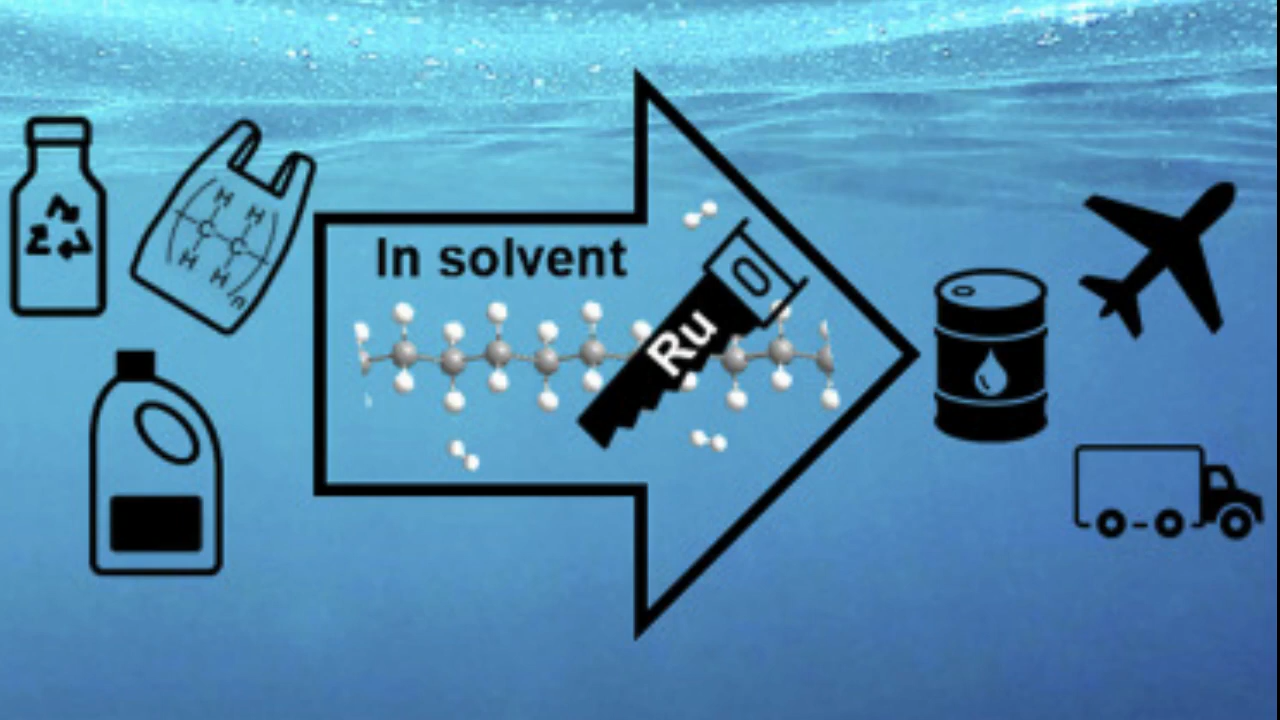 H H
C C
H H
n
In solvent
Ru